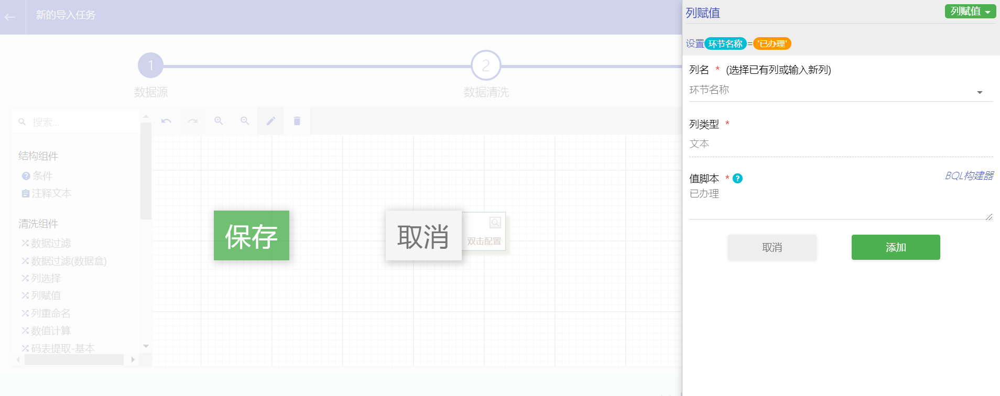 新的导入任务
1
数据源
2
数据清洗
搜索...
结构组件
条件
注释文本
清洗组件
数据过滤
数据过滤(数据盒)
列选择
列赋值
列重命名
数值计算
码表提取-基本
保存
取消
双击配置
列赋值
列赋值
设置 环节名称 = '已办理'
列名 * (选择已有列或输入新列)
环节名称
列类型 *
文本
值脚本 * ?
BQL构建器
已办理
取消
添加